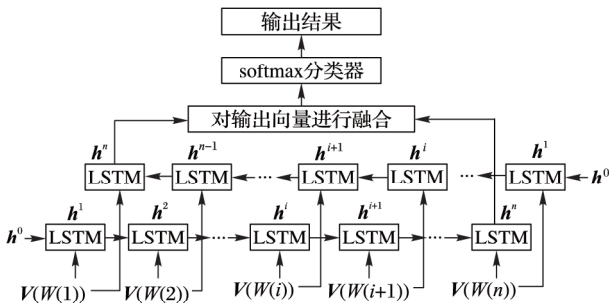 输出结果
softmax分类器
对输出向量进行融合
h^n h^{n-1} h^{i+1} h^i h^1
LSTM LSTM ... LSTM LSTM ... LSTM h^0
h^1 h^2 h^i h^{i+1} h^n
h^0 LSTM LSTM ... LSTM LSTM ... LSTM
V(W(1)) V(W(2)) V(W(i)) V(W(i+1)) V(W(n))